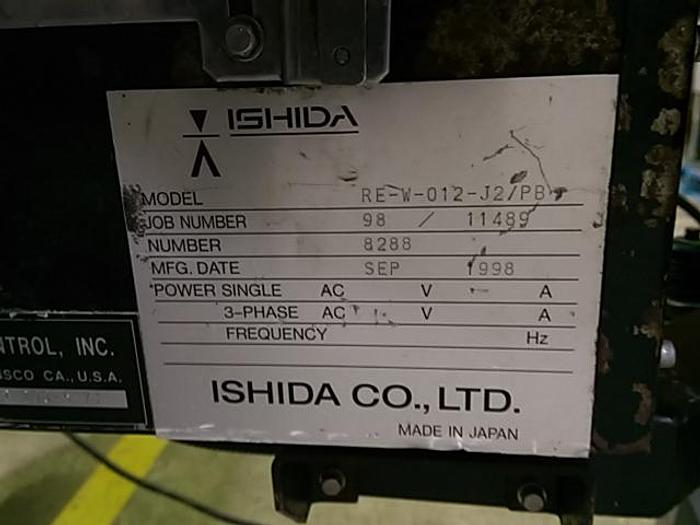 ISHIDA
MODEL RE-W-012-J2/PB
JOB NUMBER 98 / 11489
NUMBER 8288
MFG. DATE SEP 1998
POWER SINGLE AC V A
3-PHASE AC V A
FREQUENCY Hz
ISHIDA CO., LTD.
MADE IN JAPAN
NTROL, INC.
SCO CA., U.S.A.